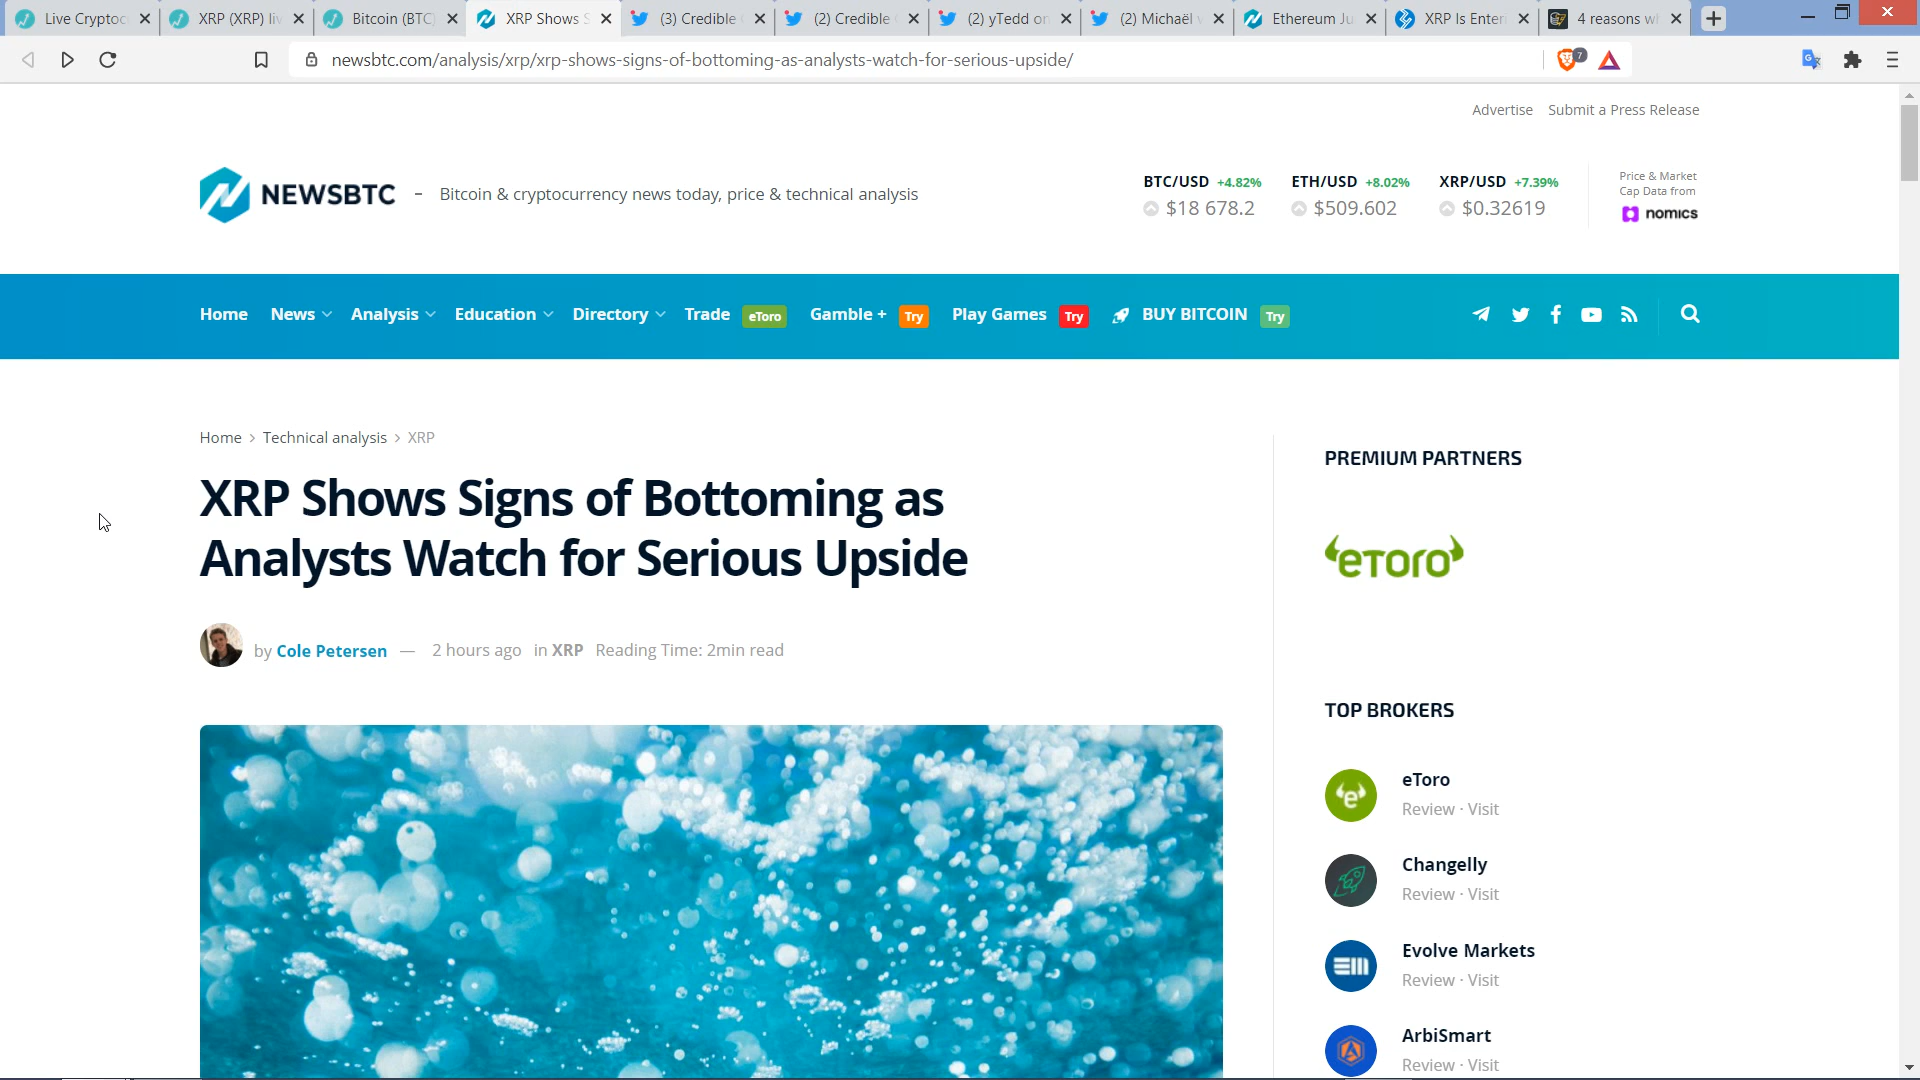 Live Cryptoc
XRP (XRP) li
Bitcoin (BTC
XRP Shows S
(3) Credible
(2) Credible
(2) yTedd on
(2) Michaël v
Ethereum Ju
XRP Is Enteri
4 reasons wh
newsbtc.com/analysis/xrp/xrp-shows-signs-of-bottoming-as-analysts-watch-for-serious-upside/
7
Advertise Submit a Press Release
NEWSBTC - Bitcoin & cryptocurrency news today, price & technical analysis
BTC/USD +4.82%
$18 678.2
ETH/USD +8.02%
$509.602
XRP/USD +7.39%
$0.32619
Price & Market
Cap Data from
nomics
Home News Analysis Education Directory Trade eToro Gamble + Try Play Games Try BUY BITCOIN Try
Home > Technical analysis > XRP
XRP Shows Signs of Bottoming as
Analysts Watch for Serious Upside
by Cole Petersen — 2 hours ago in XRP Reading Time: 2min read
PREMIUM PARTNERS
eToro
TOP BROKERS
eToro
Review · Visit
Changelly
Review · Visit
Evolve Markets
Review · Visit
ArbiSmart
Review · Visit